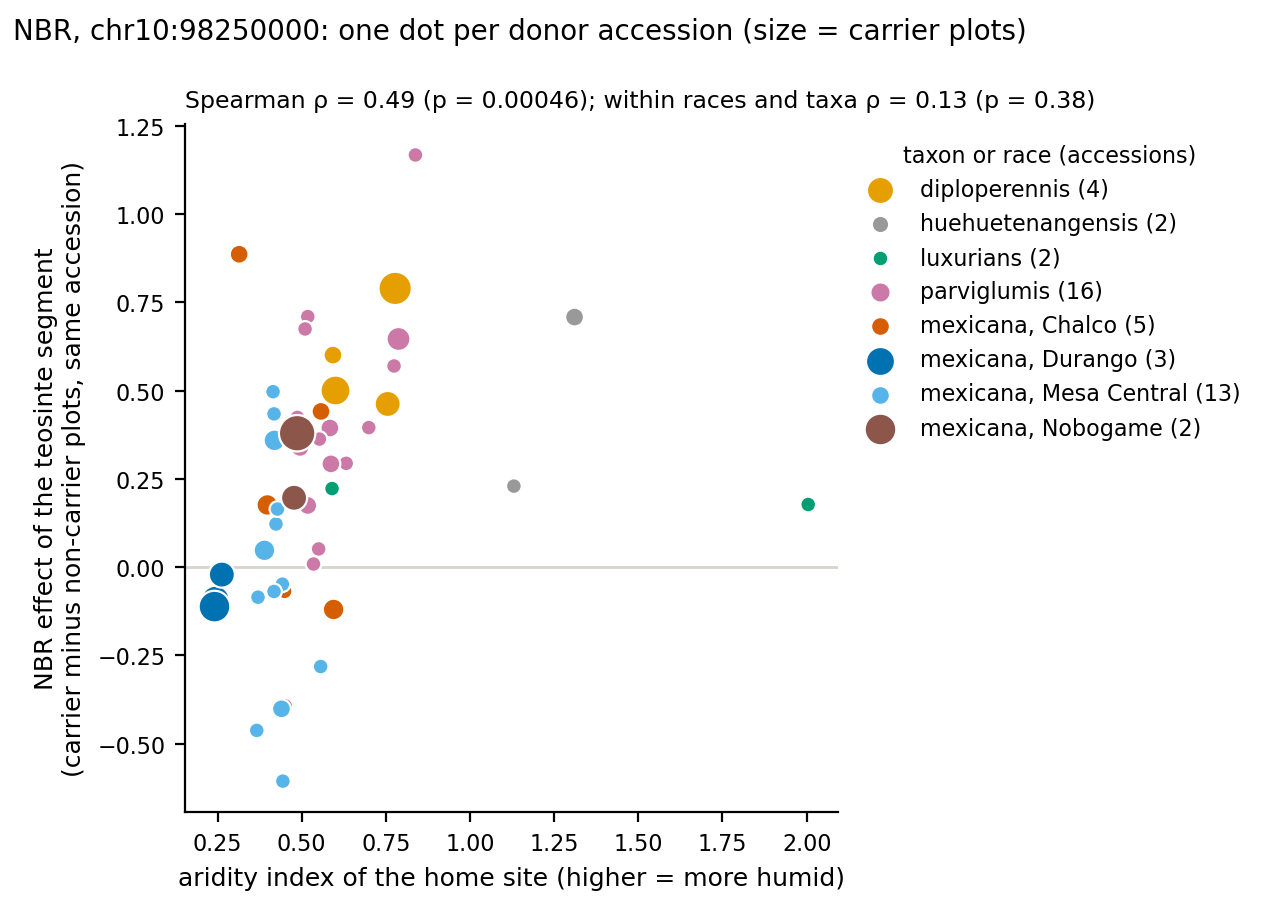 NBR, chr10:98250000: one dot per donor accession (size = carrier plots)
Spearman ρ = 0.49 (p = 0.00046); within races and taxa ρ = 0.13 (p = 0.38)
NBR effect of the teosinte segment
(carrier minus non-carrier plots, same accession)
1.25
1.00
0.75
0.50
0.25
0.00
−0.25
−0.50
0.25 0.50 0.75 1.00 1.25 1.50 1.75 2.00
aridity index of the home site (higher = more humid)
taxon or race (accessions)
diploperennis (4)
huehuetenangensis (2)
luxurians (2)
parviglumis (16)
mexicana, Chalco (5)
mexicana, Durango (3)
mexicana, Mesa Central (13)
mexicana, Nobogame (2)